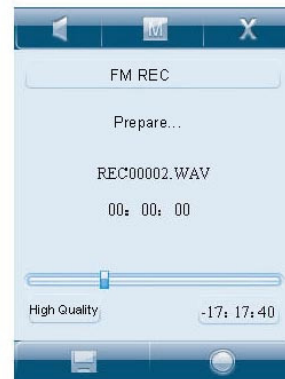 M X
FM REC
Prepare...
REC00002.WAV
00: 00: 00
High Quality -17: 17: 40